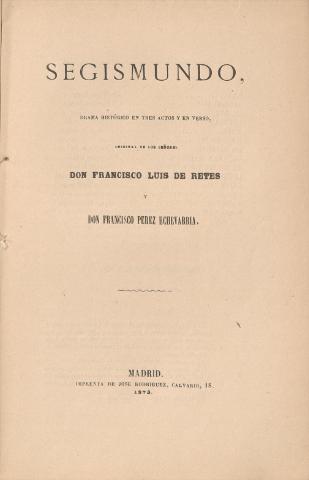 SEGISMUNDO,
DRAMA HISTÓRICO EN TRES ACTOS Y EN VERSO,
ORIGINAL DE LOS SEÑORES
DON FRANCISCO LUIS DE RETES
Y
DON FRANCISCO PEREZ ECHEVARRIA.
MADRID.
IMPRENTA DE JOSÉ RODRIGUEZ, CALVARIO, 18.
1873.